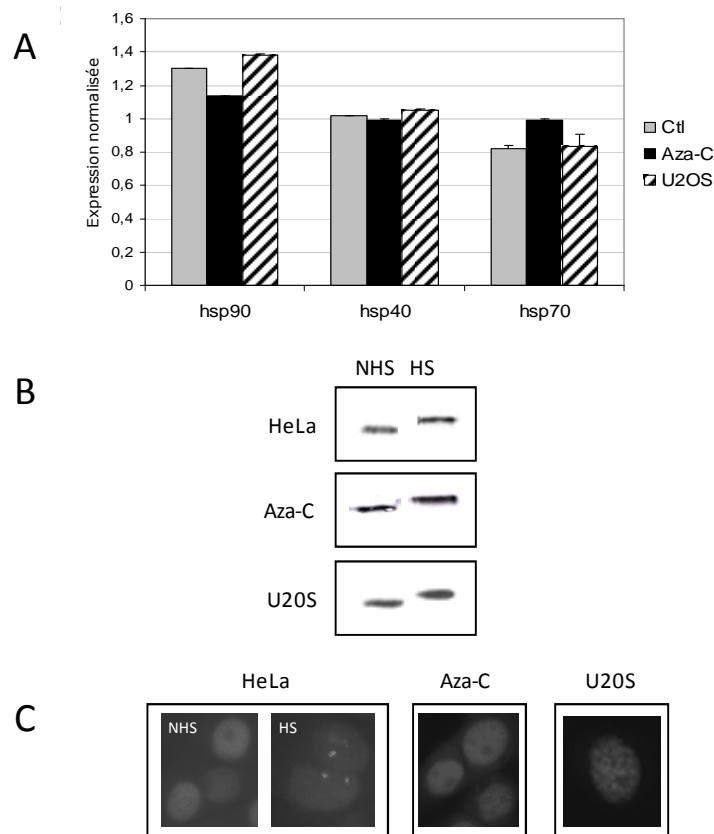 A
Expression normalisée
1,6
1,4
1,2
1
0,8
0,6
0,4
0,2
0
hsp90 hsp40 hsp70
Ctl
Aza-C
U2OS
B
NHS HS
HeLa
Aza-C
U20S
C
HeLa Aza-C U20S
NHS HS